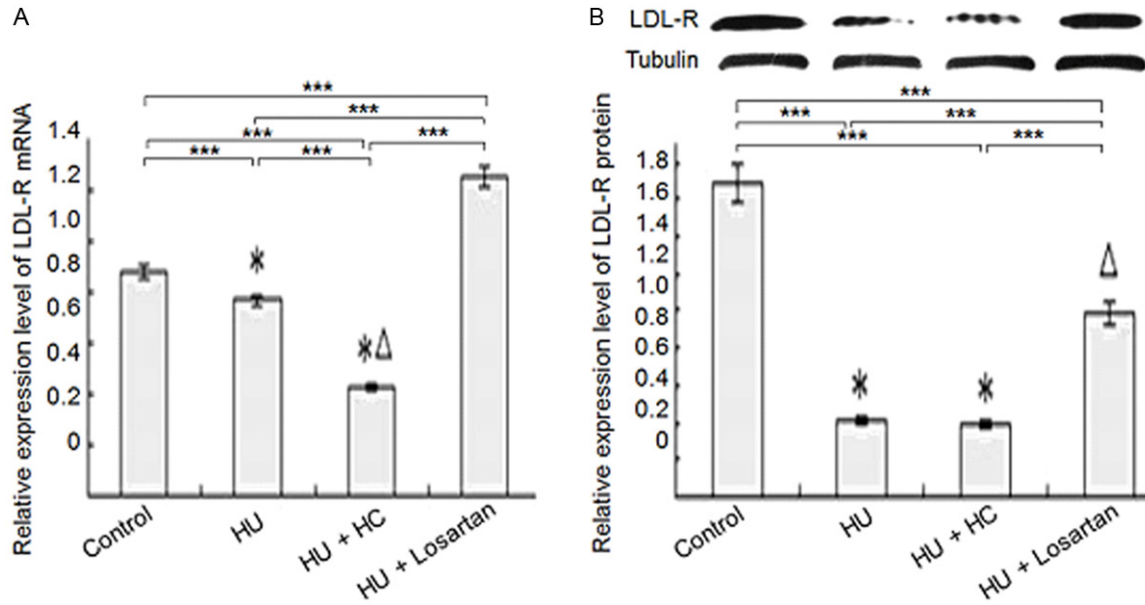 A
Relative expression level of LDL-R mRNA
***
***
***
***
***
***
1.4
1.2
1.0
0.8
0.6
0.4
0.2
0
Control
HU
HU + HC
HU + Losartan
B
LDL-R
Tubulin
Relative expression level of LDL-R protein
***
***
***
***
***
1.8
1.6
1.4
1.2
1.0
0.8
0.6
0.4
0.2
0
Control
HU
HU + HC
HU + Losartan